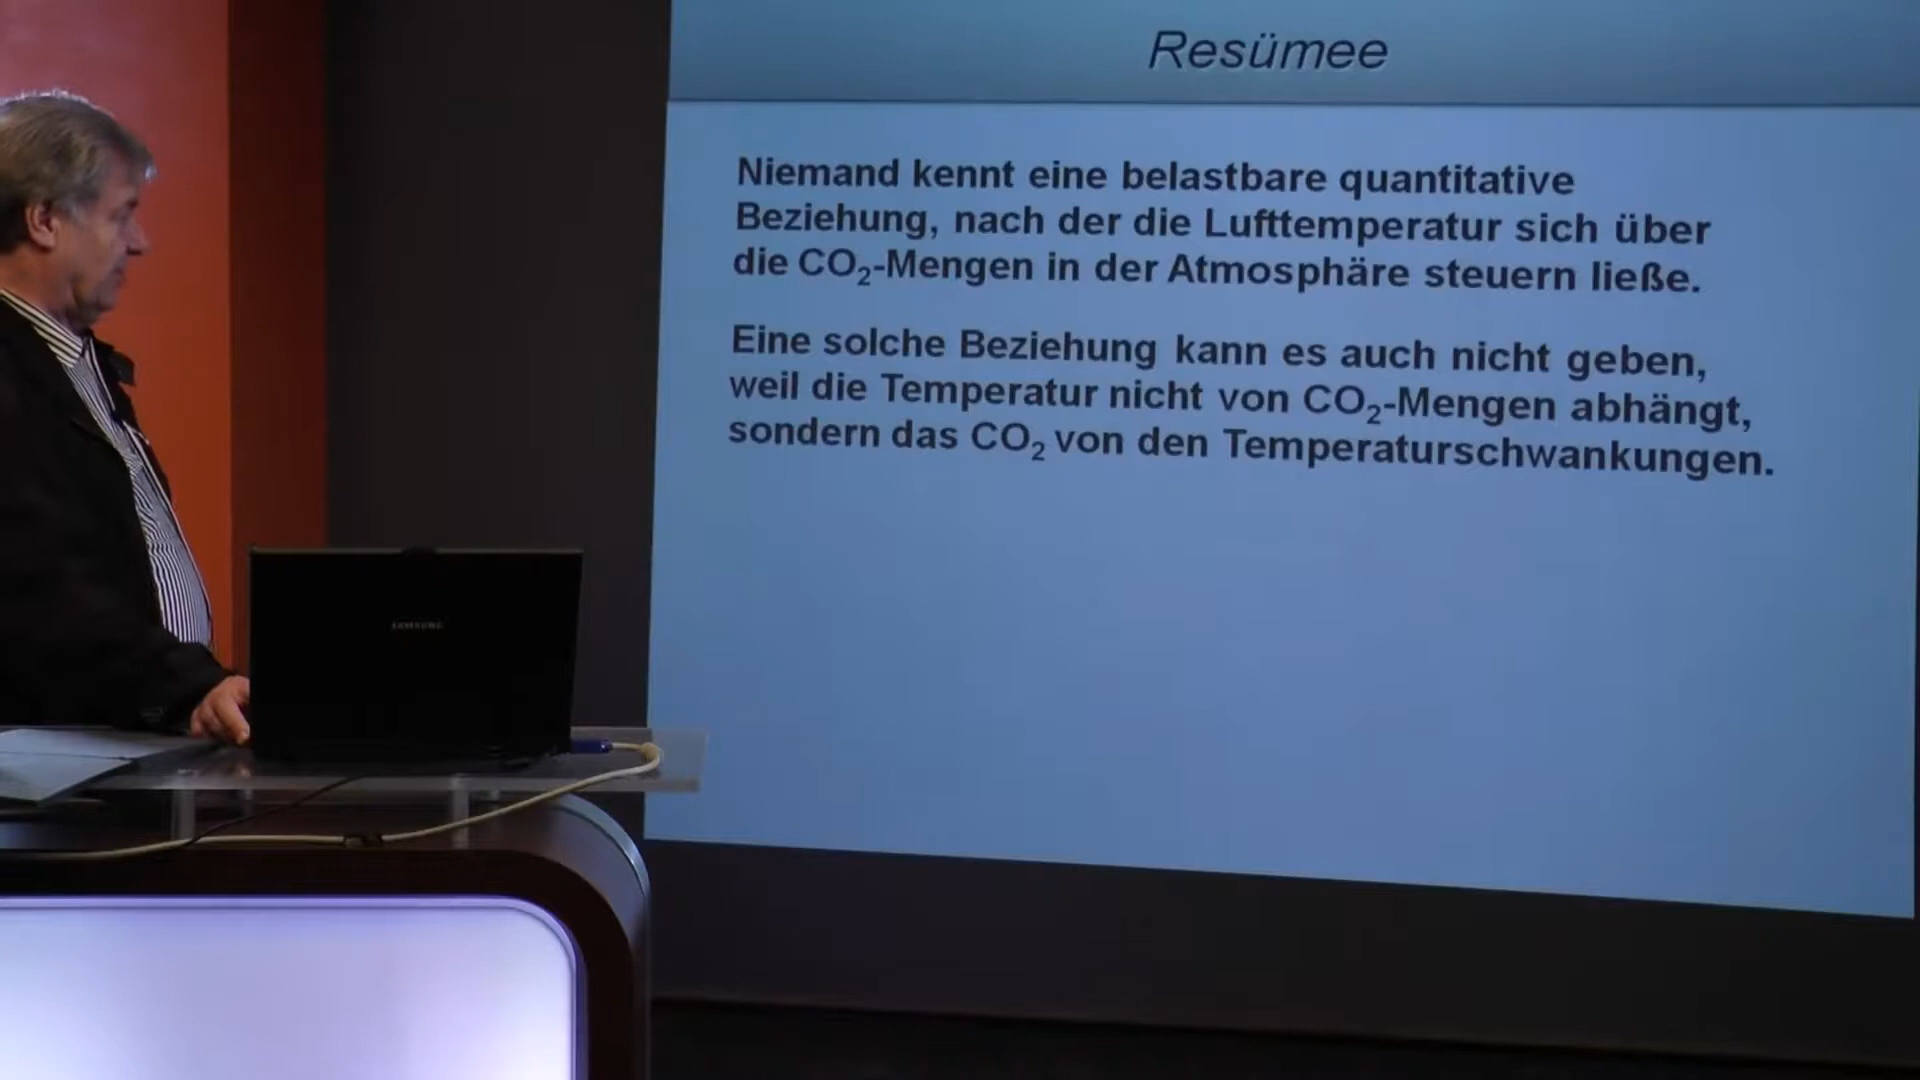 Resümee
Niemand kennt eine belastbare quantitative
Beziehung, nach der die Lufttemperatur sich über
die CO₂-Mengen in der Atmosphäre steuern ließe.
Eine solche Beziehung kann es auch nicht geben,
weil die Temperatur nicht von CO₂-Mengen abhängt,
sondern das CO₂ von den Temperaturschwankungen.
SAMSUNG